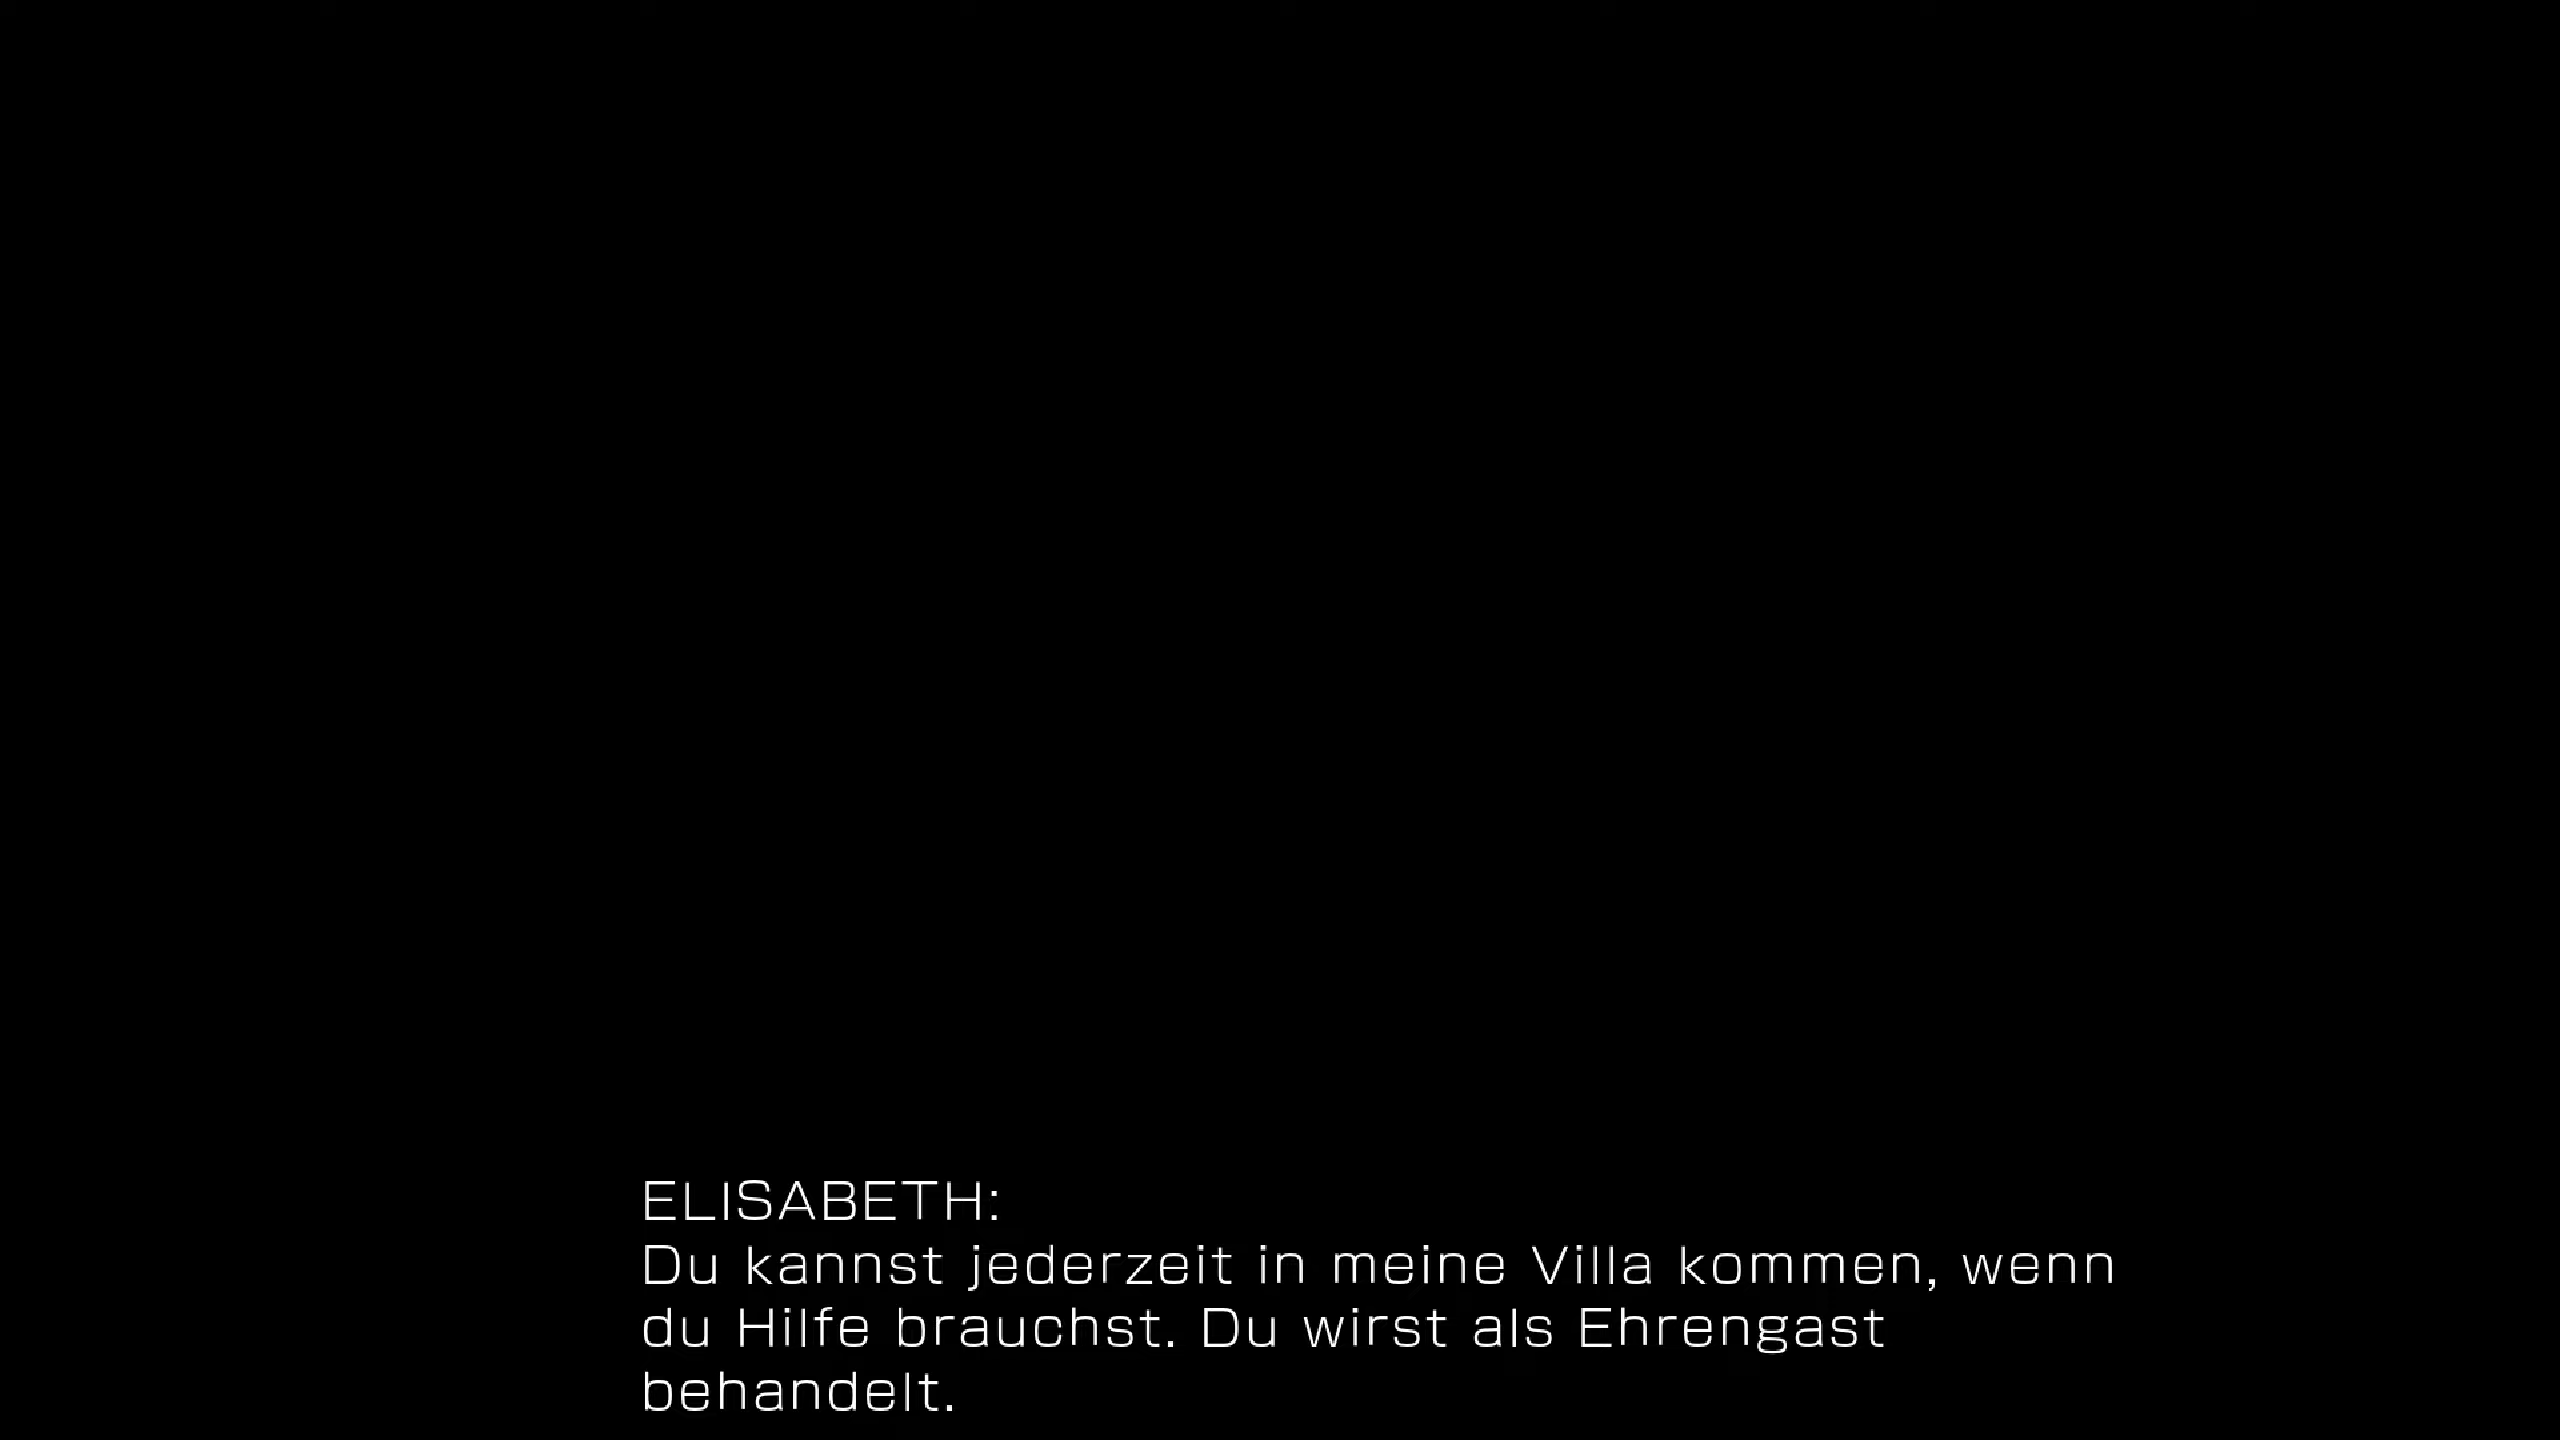 ELISABETH:
Du kannst jederzeit in meine Villa kommen, wenn
du Hilfe brauchst. Du wirst als Ehrengast
behandelt.